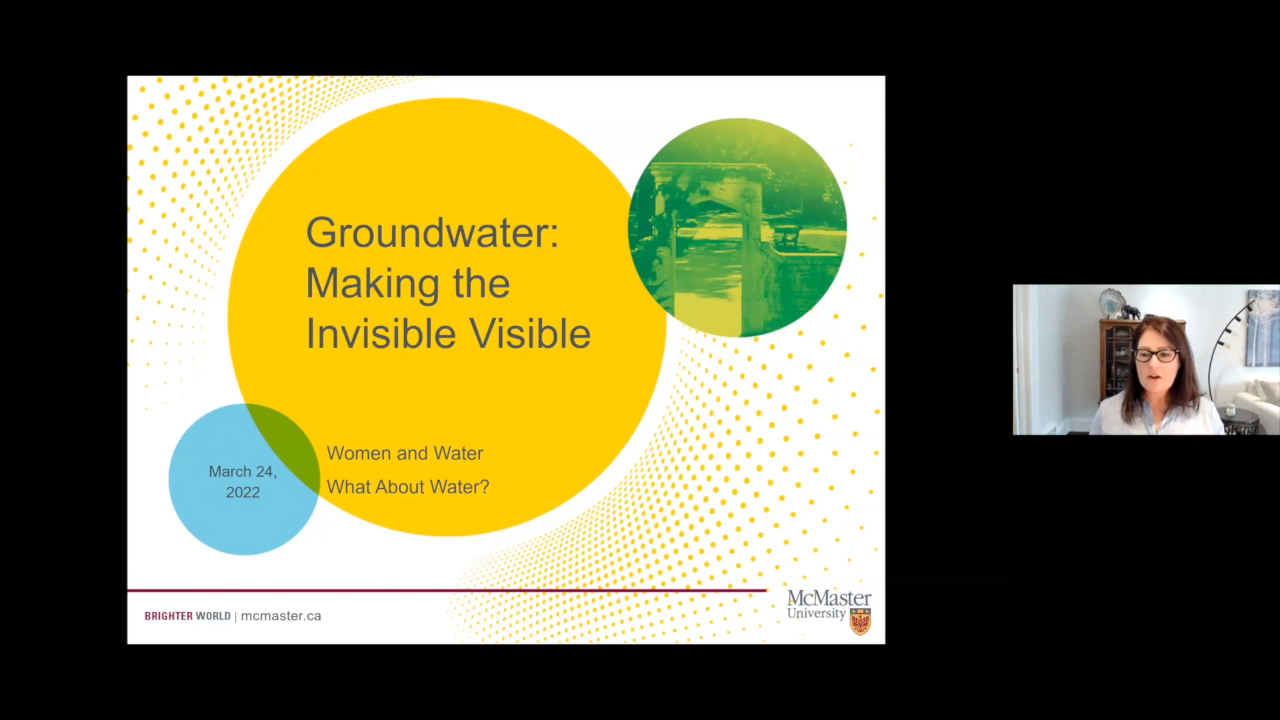 Groundwater:
Making the
Invisible Visible
Women and Water
What About Water?
March 24,
2022
BRIGHTER WORLD | mcmaster.ca
McMaster
University